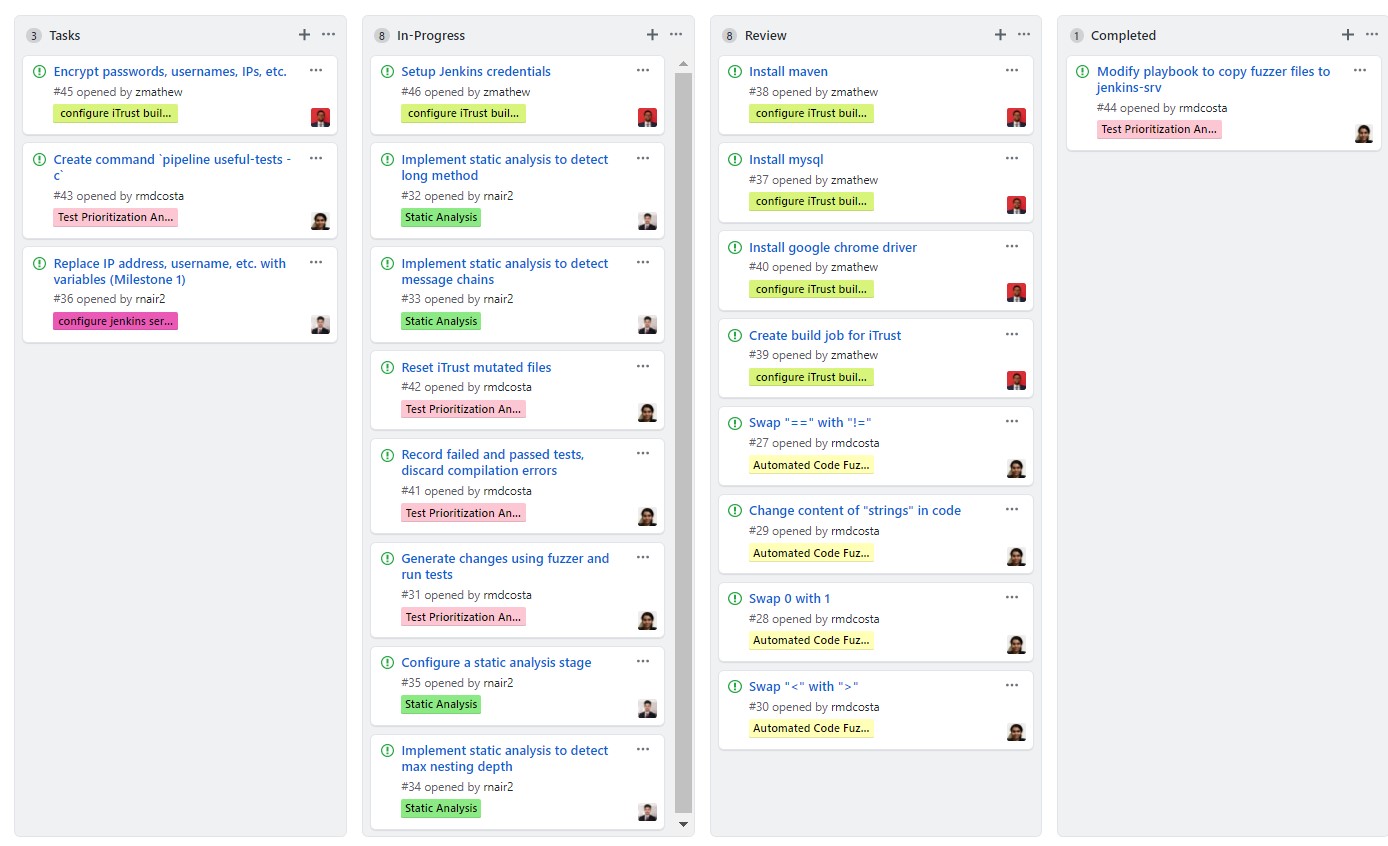 3 Tasks
Encrypt passwords, usernames, IPs, etc.
#45 opened by zmathew
configure iTrust buil...
Create command `pipeline useful-tests -
c`
#43 opened by rmdcosta
Test Prioritization An...
Replace IP address, username, etc. with
variables (Milestone 1)
#36 opened by rnair2
configure jenkins ser...
8 In-Progress
Setup Jenkins credentials
#46 opened by zmathew
configure iTrust buil...
Implement static analysis to detect
long method
#32 opened by rnair2
Static Analysis
Implement static analysis to detect
message chains
#33 opened by rnair2
Static Analysis
Reset iTrust mutated files
#42 opened by rmdcosta
Test Prioritization An...
Record failed and passed tests,
discard compilation errors
#41 opened by rmdcosta
Test Prioritization An...
Generate changes using fuzzer and
run tests
#31 opened by rmdcosta
Test Prioritization An...
Configure a static analysis stage
#35 opened by rnair2
Static Analysis
Implement static analysis to detect
max nesting depth
#34 opened by rnair2
Static Analysis
8 Review
Install maven
#38 opened by zmathew
configure iTrust buil...
Install mysql
#37 opened by zmathew
configure iTrust buil...
Install google chrome driver
#40 opened by zmathew
configure iTrust buil...
Create build job for iTrust
#39 opened by zmathew
configure iTrust buil...
Swap "==" with "!="
#27 opened by rmdcosta
Automated Code Fuz...
Change content of "strings" in code
#29 opened by rmdcosta
Automated Code Fuz...
Swap 0 with 1
#28 opened by rmdcosta
Automated Code Fuz...
Swap "<" with ">"
#30 opened by rmdcosta
Automated Code Fuz...
1 Completed
Modify playbook to copy fuzzer files to
jenkins-srv
#44 opened by rmdcosta
Test Prioritization An...